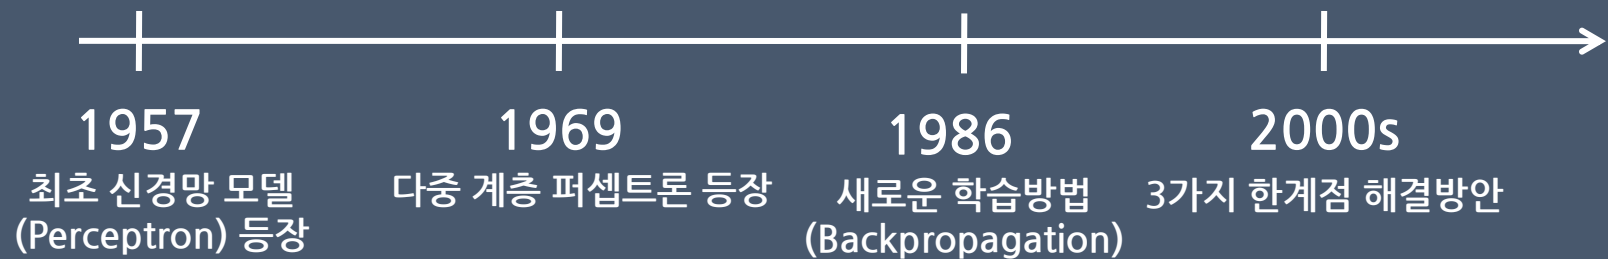 1957
최초 신경망 모델
(Perceptron) 등장
1969
다중 계층 퍼셉트론 등장
1986
새로운 학습방법
(Backpropagation)
2000s
3가지 한계점 해결방안